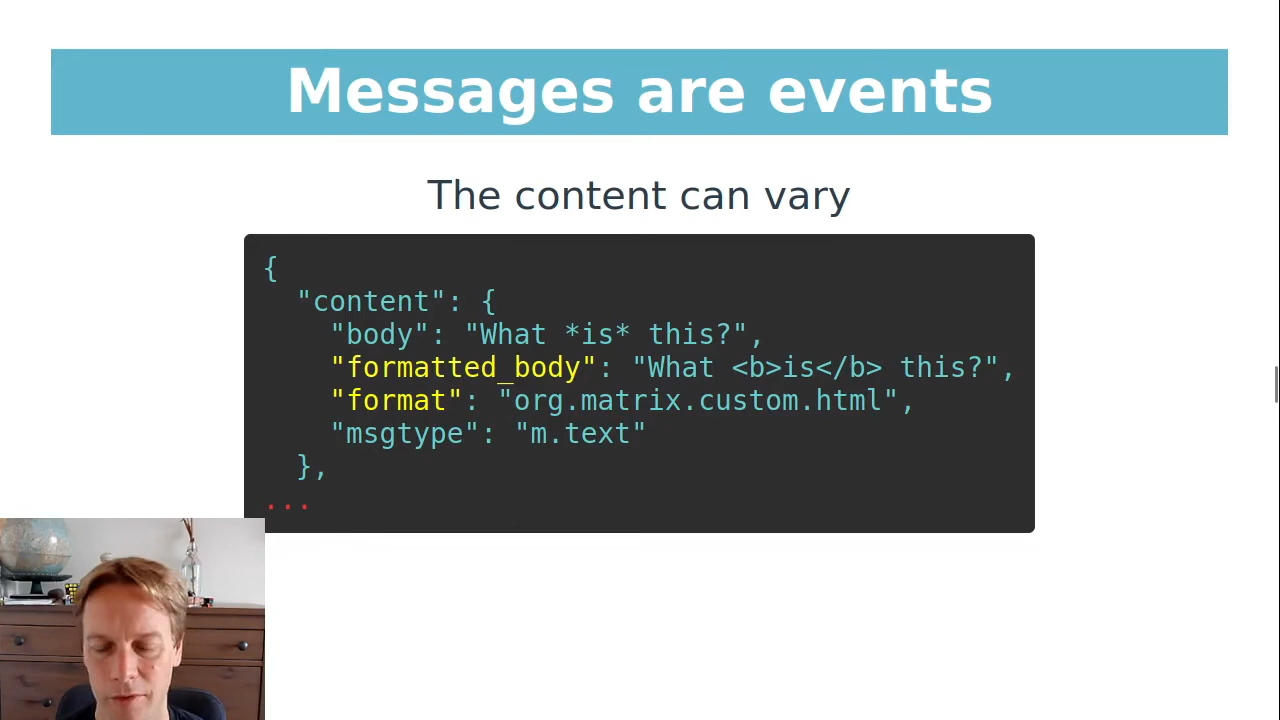 Messages are events
The content can vary
{
  "content": {
    "body": "What *is* this?",
    "formatted_body": "What <b>is</b> this?",
    "format": "org.matrix.custom.html",
    "msgtype": "m.text"
  },
...